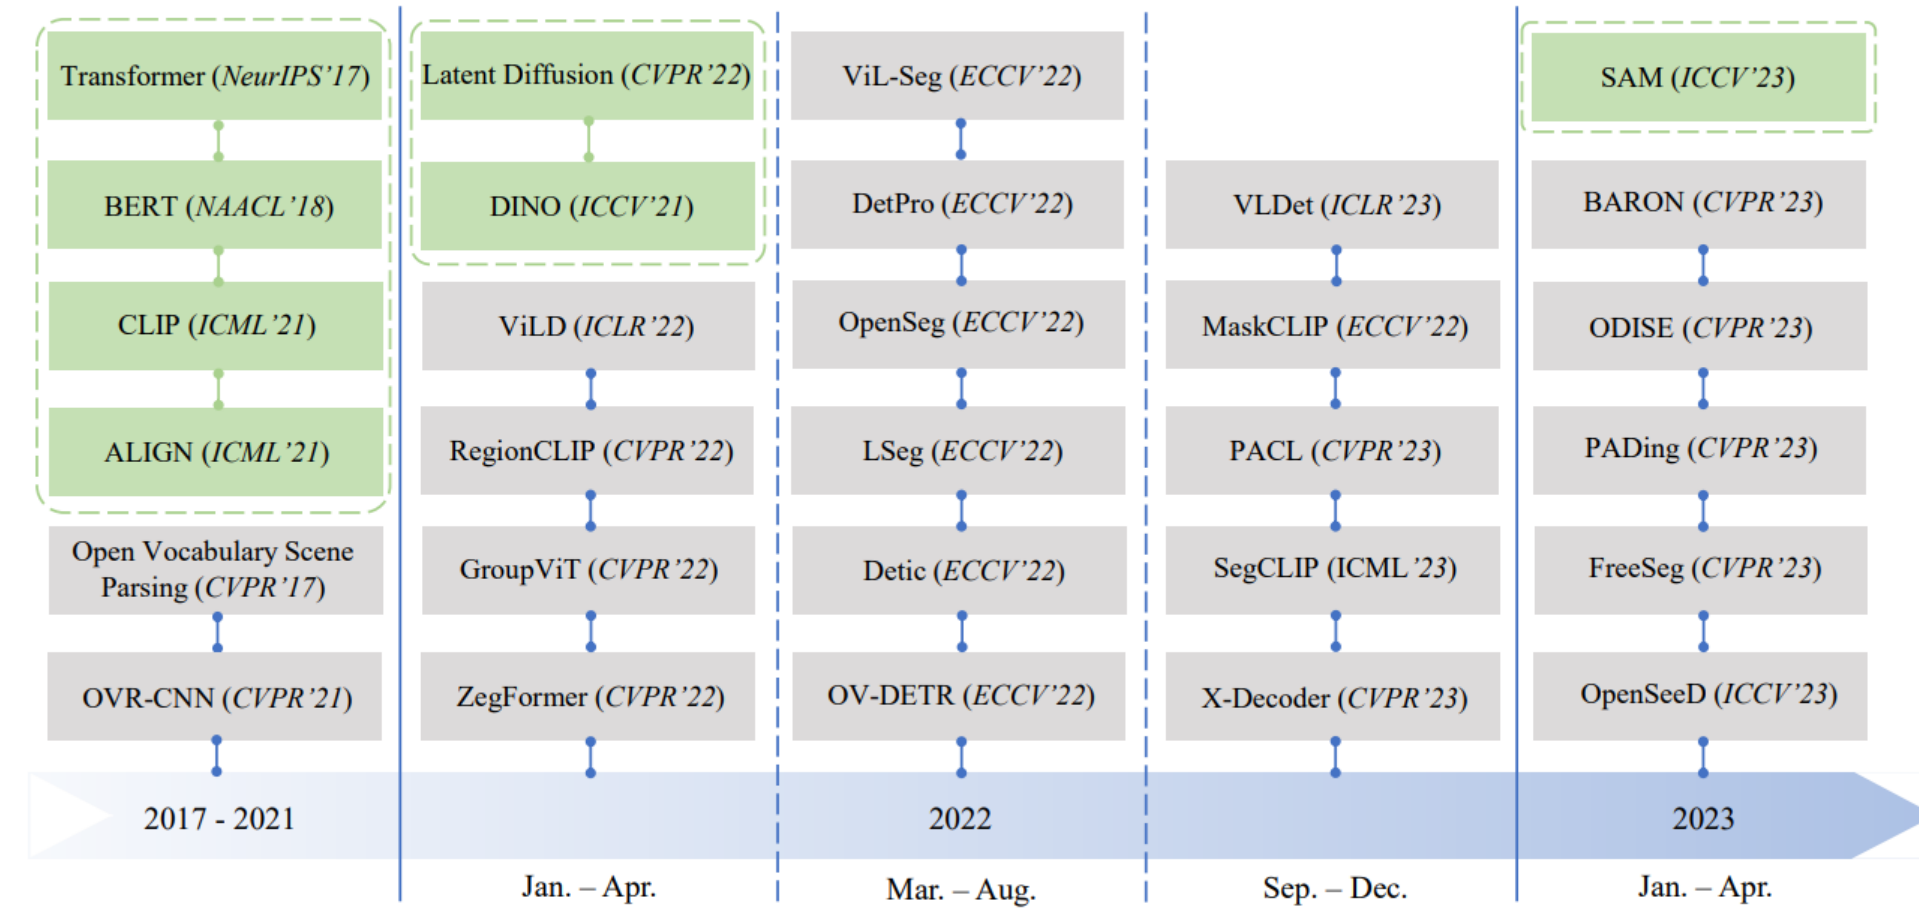 Transformer (NeurIPS’17)
BERT (NAACL’18)
CLIP (ICML’21)
ALIGN (ICML’21)
Open Vocabulary Scene
Parsing (CVPR’17)
OVR-CNN (CVPR’21)
Latent Diffusion (CVPR’22)
DINO (ICCV’21)
ViLD (ICLR’22)
RegionCLIP (CVPR’22)
GroupViT (CVPR’22)
ZegFormer (CVPR’22)
ViL-Seg (ECCV’22)
DetPro (ECCV’22)
OpenSeg (ECCV’22)
LSeg (ECCV’22)
Detic (ECCV’22)
OV-DETR (ECCV’22)
VLDet (ICLR’23)
MaskCLIP (ECCV’22)
PACL (CVPR’23)
SegCLIP (ICML’23)
X-Decoder (CVPR’23)
SAM (ICCV’23)
BARON (CVPR’23)
ODISE (CVPR’23)
PADing (CVPR’23)
FreeSeg (CVPR’23)
OpenSeeD (ICCV’23)
2017 - 2021
2022
2023
Jan. – Apr.
Mar. – Aug.
Sep. – Dec.
Jan. – Apr.